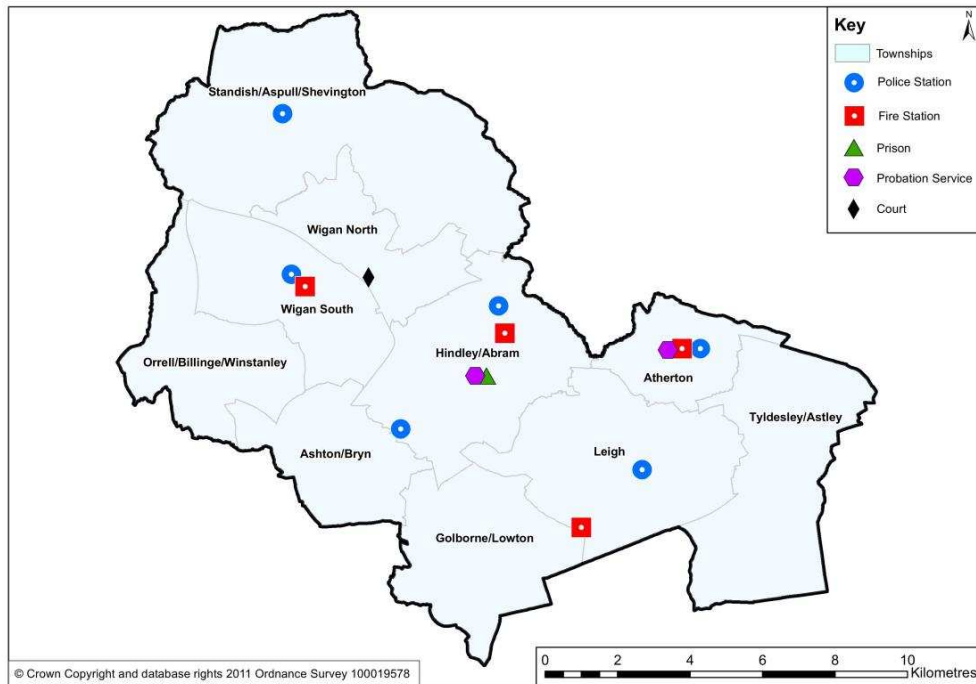 N
Key
Townships
Police Station
Fire Station
Prison
Probation Service
Court
Standish/Aspull/Shevington
Wigan North
Wigan South
Hindley/Abram
Orrell/Billinge/Winstanley
Atherton
Tyldesley/Astley
Ashton/Bryn
Leigh
Golborne/Lowton
0 2 4 6 8 10
Kilometres
© Crown Copyright and database rights 2011 Ordnance Survey 100019578